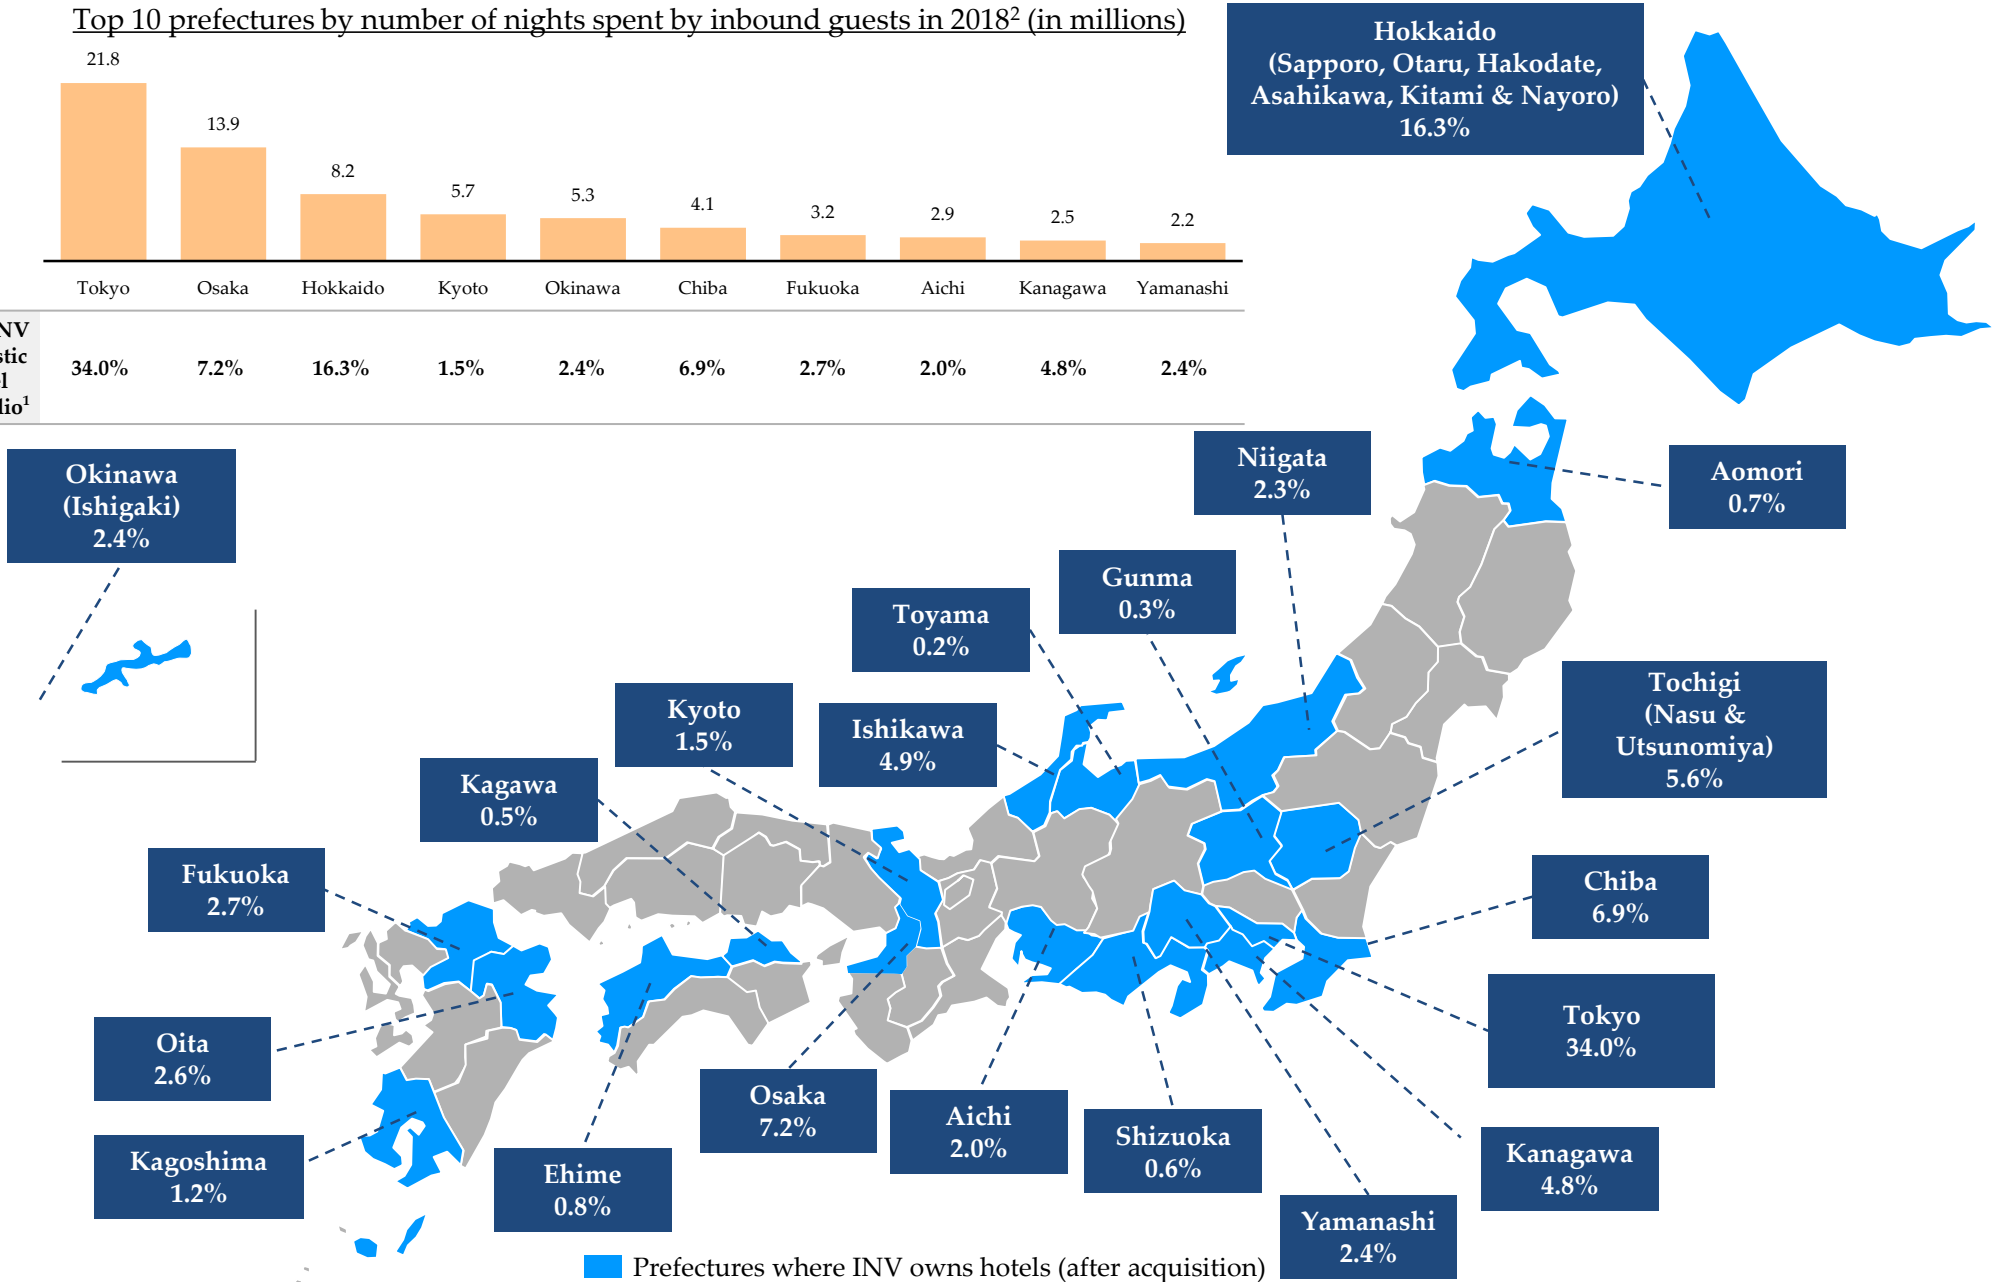 Top 10 prefectures by number of nights spent by inbound guests in 2018² (in millions)
21.8
13.9
8.2
5.7
5.3
4.1
3.2
2.9
2.5
2.2
Tokyo
Osaka
Hokkaido
Kyoto
Okinawa
Chiba
Fukuoka
Aichi
Kanagawa
Yamanashi
34.0%
7.2%
16.3%
1.5%
2.4%
6.9%
2.7%
2.0%
4.8%
2.4%
Hokkaido
(Sapporo, Otaru, Hakodate,
Asahikawa, Kitami & Nayoro)
16.3%
Okinawa
(Ishigaki)
2.4%
Niigata
2.3%
Aomori
0.7%
Gunma
0.3%
Toyama
0.2%
Tochigi
(Nasu &
Utsunomiya)
5.6%
Kyoto
1.5%
Ishikawa
4.9%
Kagawa
0.5%
Fukuoka
2.7%
Chiba
6.9%
Tokyo
34.0%
Oita
2.6%
Osaka
7.2%
Aichi
2.0%
Shizuoka
0.6%
Kanagawa
4.8%
Kagoshima
1.2%
Ehime
0.8%
Yamanashi
2.4%
Prefectures where INV owns hotels (after acquisition)